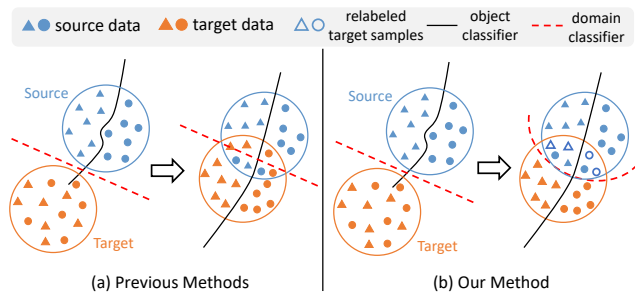 source data
target data
relabeled
target samples
object
classifier
domain
classifier
Source
Target
(a) Previous Methods
Source
Target
(b) Our Method